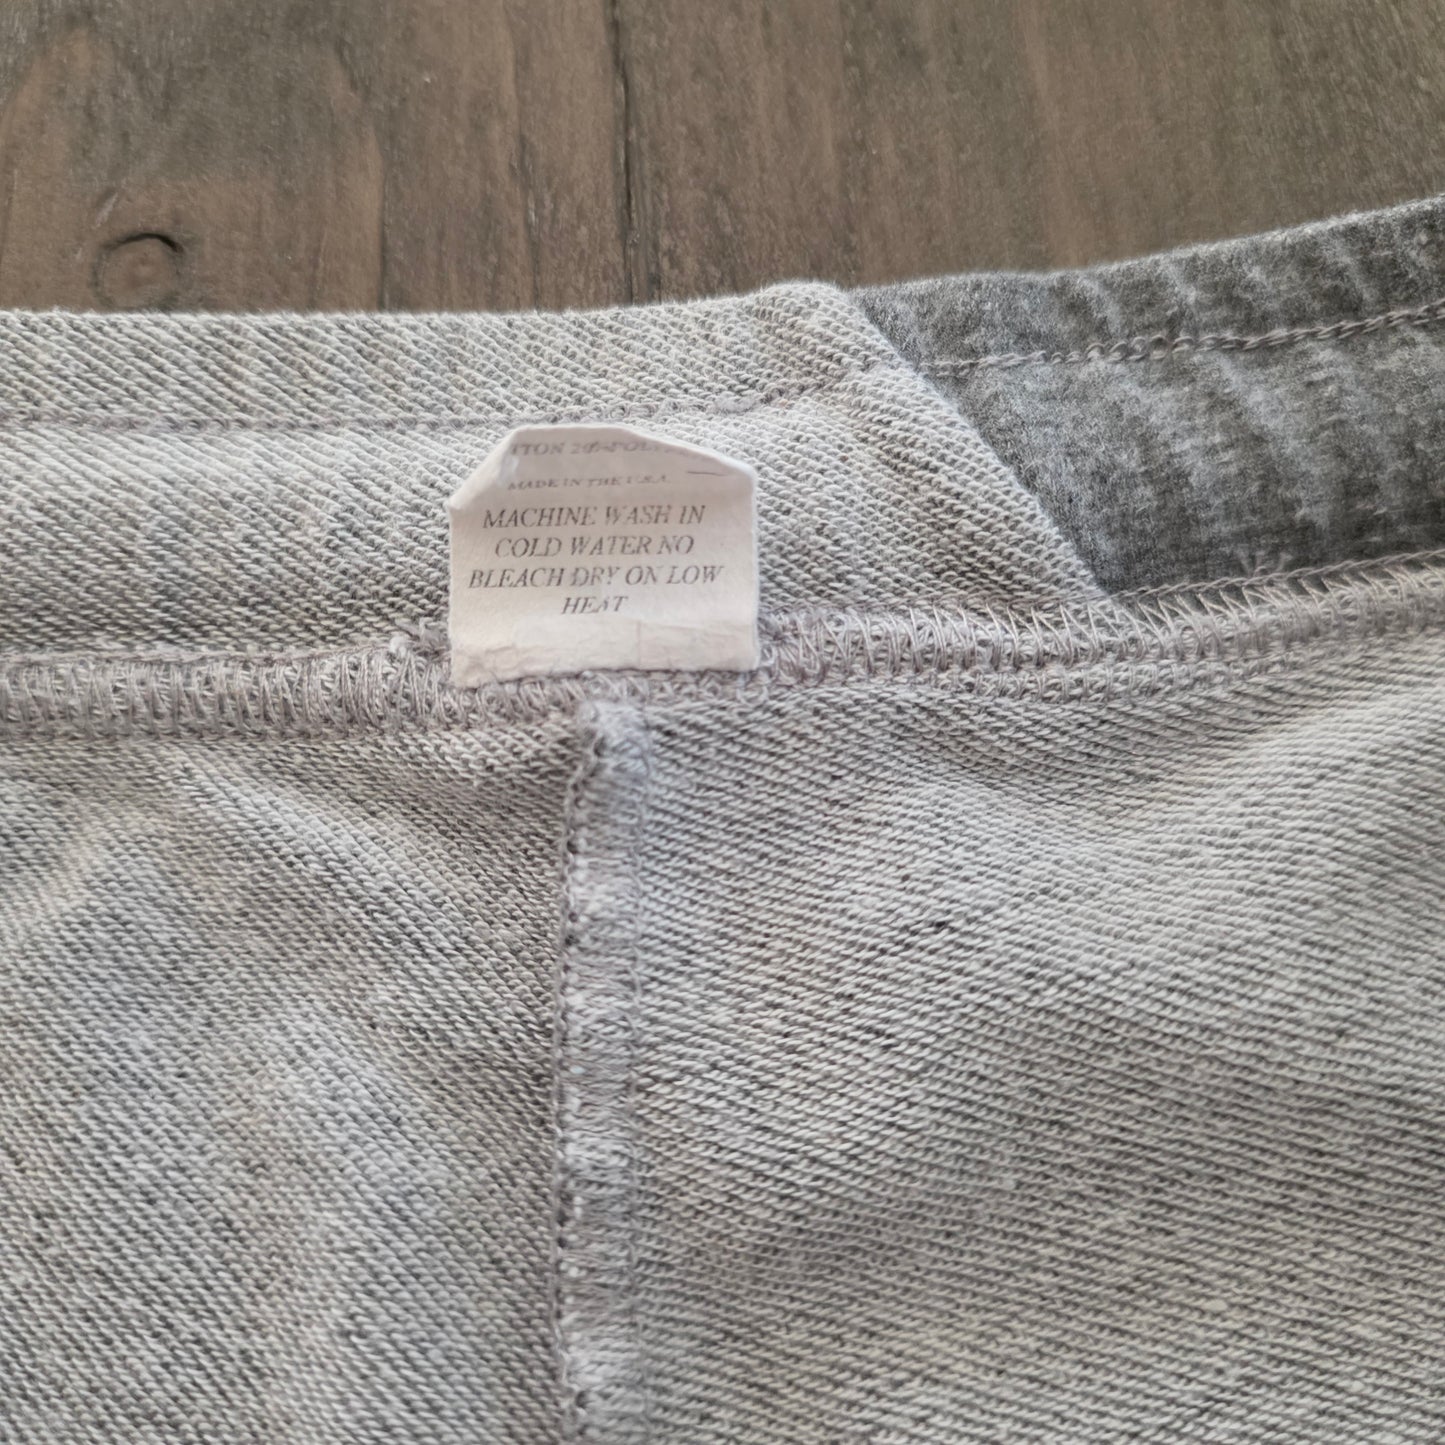 MADE IN THE U.S.A.
MACHINE WASH IN
COLD WATER NO
BLEACH DRY ON LOW
HEAT